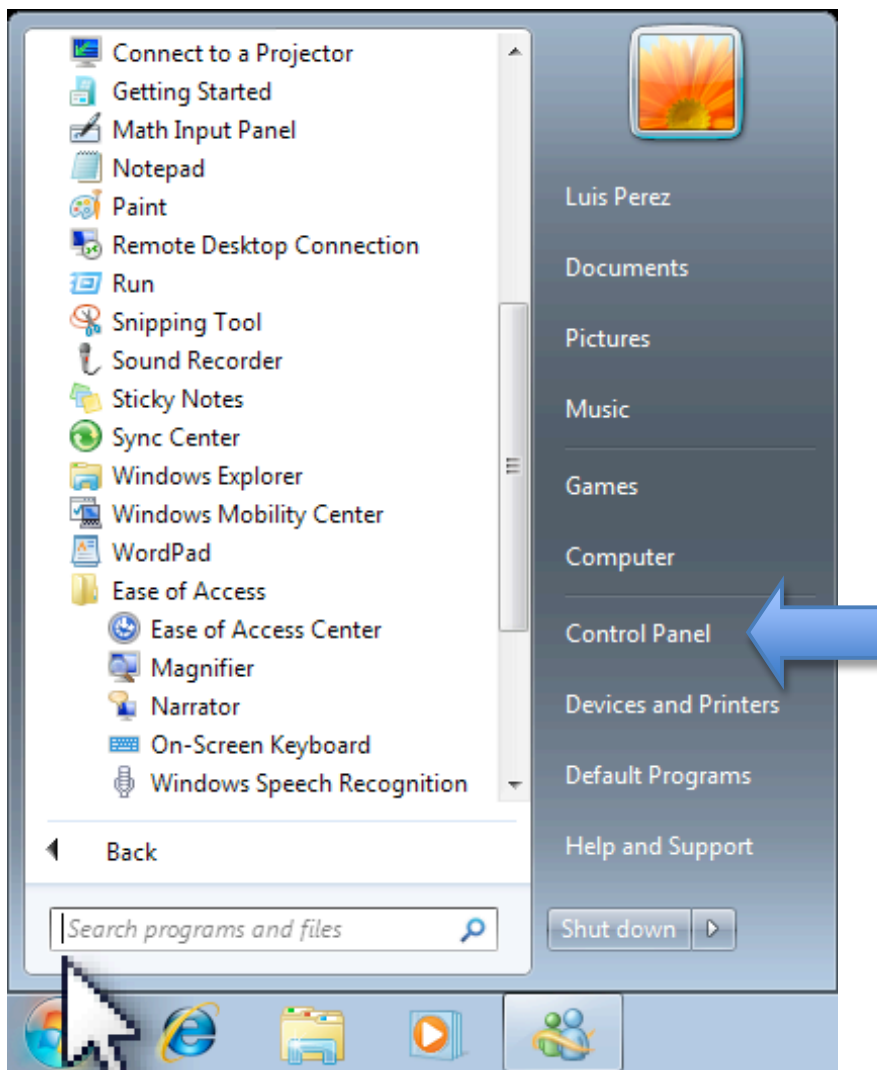 Connect to a Projector
Getting Started
Math Input Panel
Notepad
Paint
Remote Desktop Connection
Run
Snipping Tool
Sound Recorder
Sticky Notes
Sync Center
Windows Explorer
Windows Mobility Center
WordPad
Ease of Access
Ease of Access Center
Magnifier
Narrator
On-Screen Keyboard
Windows Speech Recognition
Back
Search programs and files
Luis Perez
Documents
Pictures
Music
Games
Computer
Control Panel
Devices and Printers
Default Programs
Help and Support
Shut down